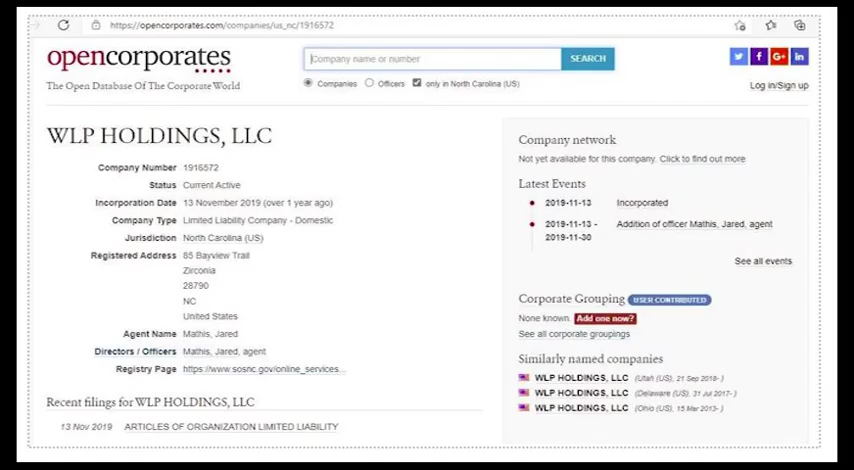 https://opencorporates.com/companies/us_nc/1916572
opencorporates
The Open Database Of The Corporate World
Company name or number
SEARCH
Companies Officers only in North Carolina (US)
Log in/Sign up
WLP HOLDINGS, LLC
Company Number 1916572
Status Current Active
Incorporation Date 13 November 2019 (over 1 year ago)
Company Type Limited Liability Company - Domestic
Jurisdiction North Carolina (US)
Registered Address 85 Bayview Trail
Zirconia
28790
NC
United States
Agent Name Mathis, Jared
Directors / Officers Mathis, Jared, agent
Registry Page https://www.sosnc.gov/online_services...
Recent filings for WLP HOLDINGS, LLC
13 Nov 2019 ARTICLES OF ORGANIZATION LIMITED LIABILITY
Company network
Not yet available for this company. Click to find out more
Latest Events
2019-11-13 Incorporated
2019-11-13 - Addition of officer Mathis, Jared, agent
2019-11-30
See all events
Corporate Grouping USER CONTRIBUTED
None known. Add one now?
See all corporate groupings
Similarly named companies
WLP HOLDINGS, LLC (Utah (US), 21 Sep 2018- )
WLP HOLDINGS, LLC (Delaware (US), 31 Jul 2017- )
WLP HOLDINGS, LLC (Ohio (US), 15 Mar 2013- )